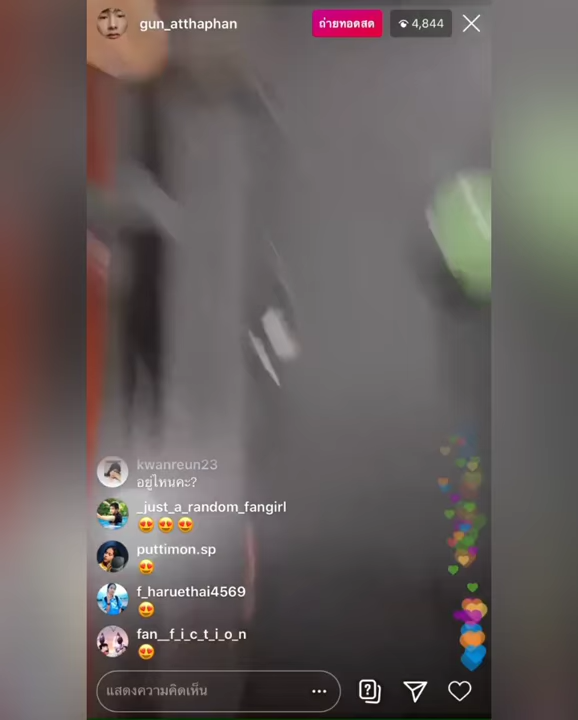 gun_atthaphan
ถ่ายทอดสด
4,844
kwanreun23
อยู่ไหนคะ?
_just_a_random_fangirl
😍 😍 😍
puttimon.sp
😍
f_haruethai4569
😍
fan__f_i_c_t_i_o_n
😍
แสดงความคิดเห็น